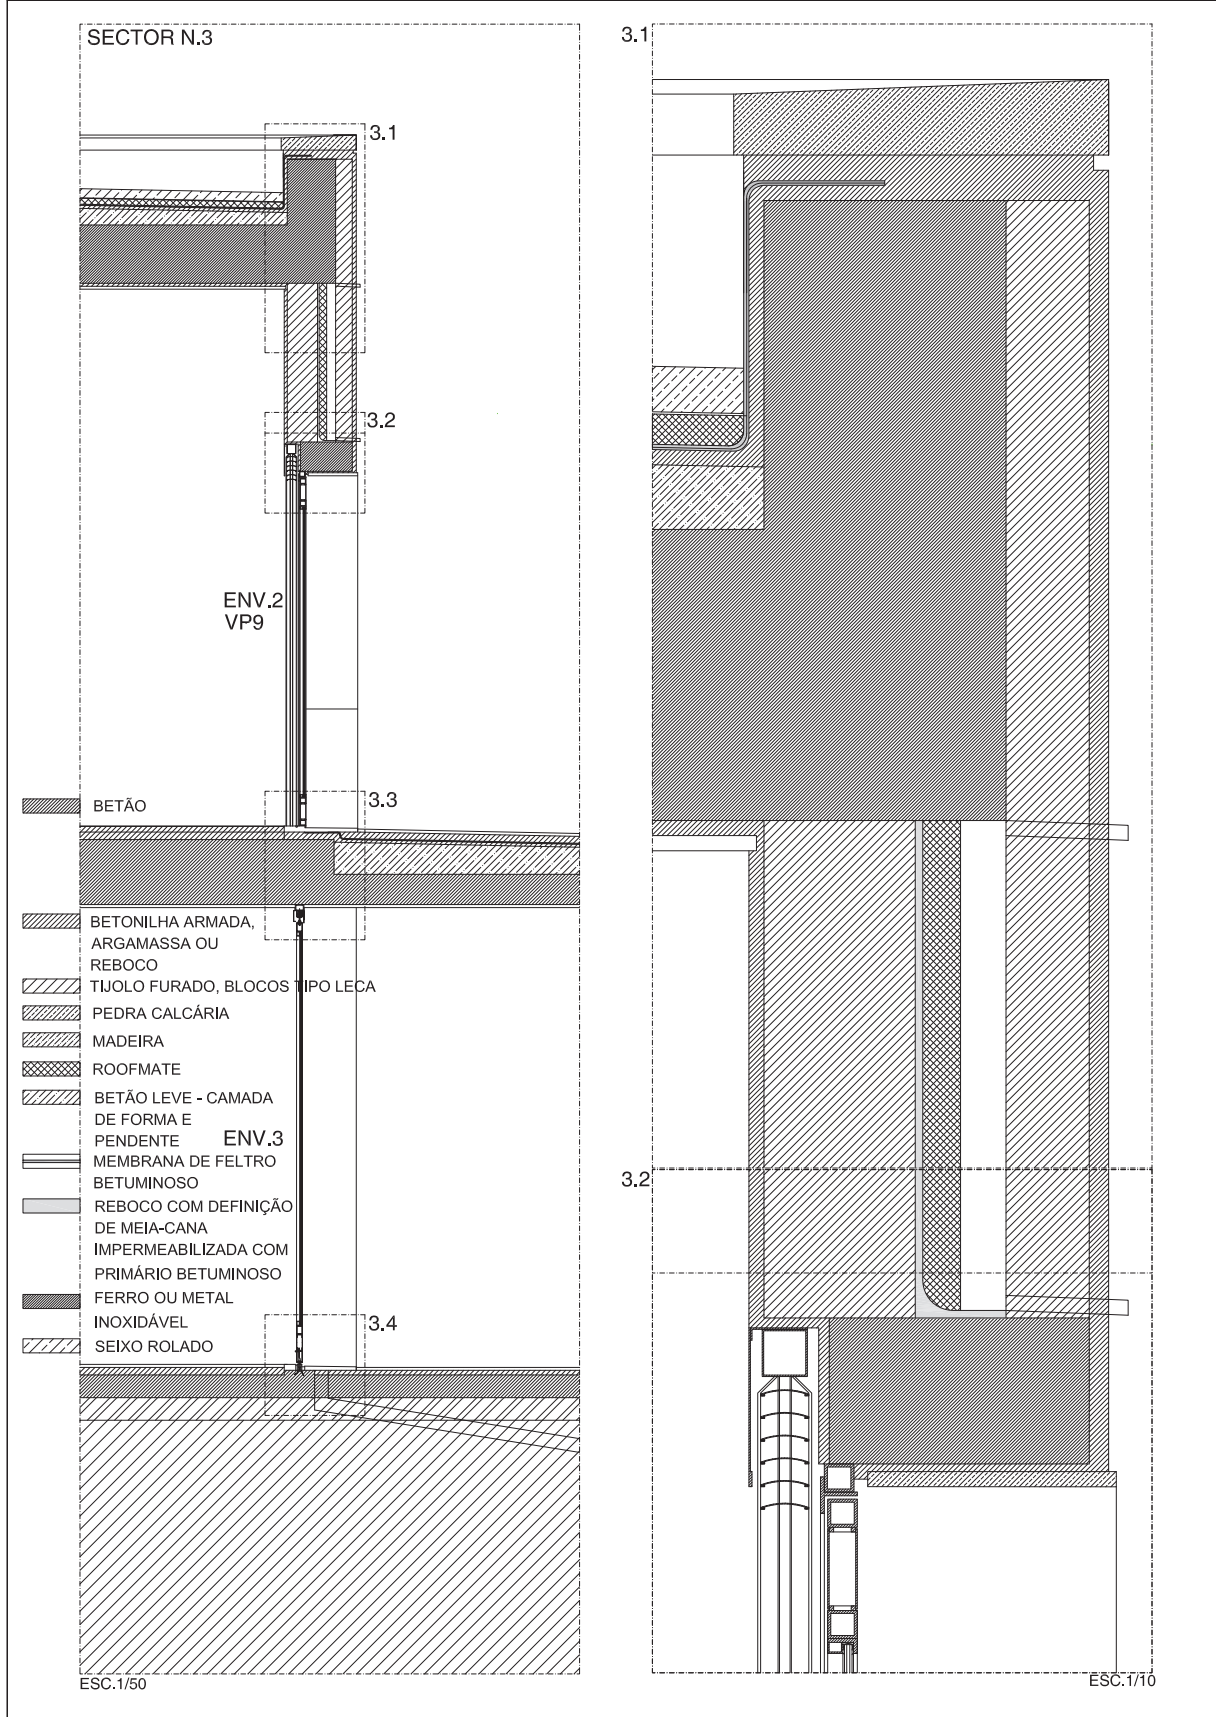 SECTOR N.3
3.1
3.2
ENV.2
VP9
3.3
BETÃO
BETONILHA ARMADA,
ARGAMASSA OU
REBOCO
TIJOLO FURADO, BLOCOS TIPO LECA
PEDRA CALCÁRIA
MADEIRA
ROOFMATE
BETÃO LEVE - CAMADA
DE FORMA E
PENDENTE
ENV.3
MEMBRANA DE FELTRO
BETUMINOSO
REBOCO COM DEFINIÇÃO
DE MEIA-CANA
IMPERMEABILIZADA COM
PRIMÁRIO BETUMINOSO
FERRO OU METAL
INOXIDÁVEL
SEIXO ROLADO
3.4
ESC.1/50
3.1
3.2
ESC.1/10